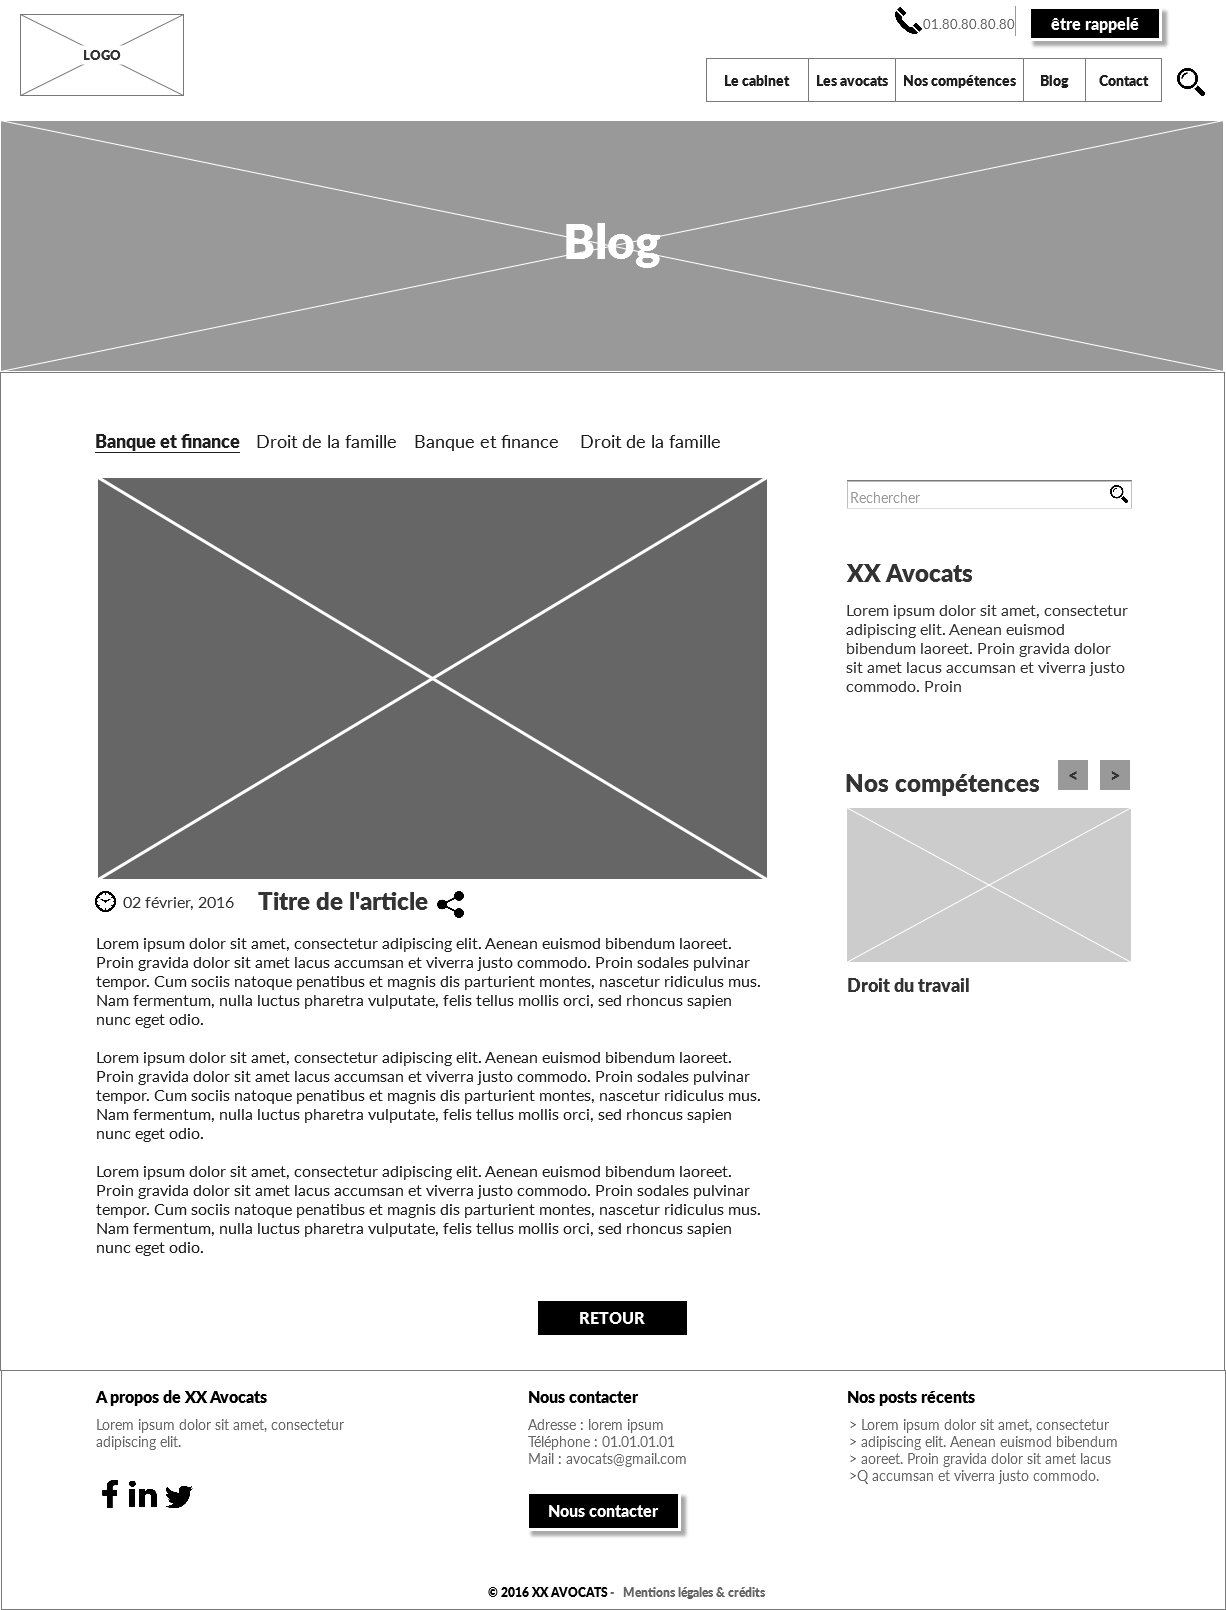 LOGO
01.80.80.80.80
être rappelé
Le cabinet
Les avocats
Nos compétences
Blog
Contact
Blog
Banque et finance
Droit de la famille
Banque et finance
Droit de la famille
Rechercher
XX Avocats
Lorem ipsum dolor sit amet, consectetur
adipiscing elit. Aenean euismod
bibendum laoreet. Proin gravida dolor
sit amet lacus accumsan et viverra justo
commodo. Proin
Nos compétences
<
>
Droit du travail
02 février, 2016
Titre de l'article
Lorem ipsum dolor sit amet, consectetur adipiscing elit. Aenean euismod bibendum laoreet.
Proin gravida dolor sit amet lacus accumsan et viverra justo commodo. Proin sodales pulvinar
tempor. Cum sociis natoque penatibus et magnis dis parturient montes, nascetur ridiculus mus.
Nam fermentum, nulla luctus pharetra vulputate, felis tellus mollis orci, sed rhoncus sapien
nunc eget odio.
Lorem ipsum dolor sit amet, consectetur adipiscing elit. Aenean euismod bibendum laoreet.
Proin gravida dolor sit amet lacus accumsan et viverra justo commodo. Proin sodales pulvinar
tempor. Cum sociis natoque penatibus et magnis dis parturient montes, nascetur ridiculus mus.
Nam fermentum, nulla luctus pharetra vulputate, felis tellus mollis orci, sed rhoncus sapien
nunc eget odio.
Lorem ipsum dolor sit amet, consectetur adipiscing elit. Aenean euismod bibendum laoreet.
Proin gravida dolor sit amet lacus accumsan et viverra justo commodo. Proin sodales pulvinar
tempor. Cum sociis natoque penatibus et magnis dis parturient montes, nascetur ridiculus mus.
Nam fermentum, nulla luctus pharetra vulputate, felis tellus mollis orci, sed rhoncus sapien
nunc eget odio.
RETOUR
A propos de XX Avocats
Lorem ipsum dolor sit amet, consectetur
adipiscing elit.
Nous contacter
Adresse : lorem ipsum
Téléphone : 01.01.01.01
Mail : avocats@gmail.com
Nous contacter
Nos posts récents
> Lorem ipsum dolor sit amet, consectetur
> adipiscing elit. Aenean euismod bibendum
> aoreet. Proin gravida dolor sit amet lacus
>Q accumsan et viverra justo commodo.
© 2016 XX AVOCATS - Mentions légales & crédits